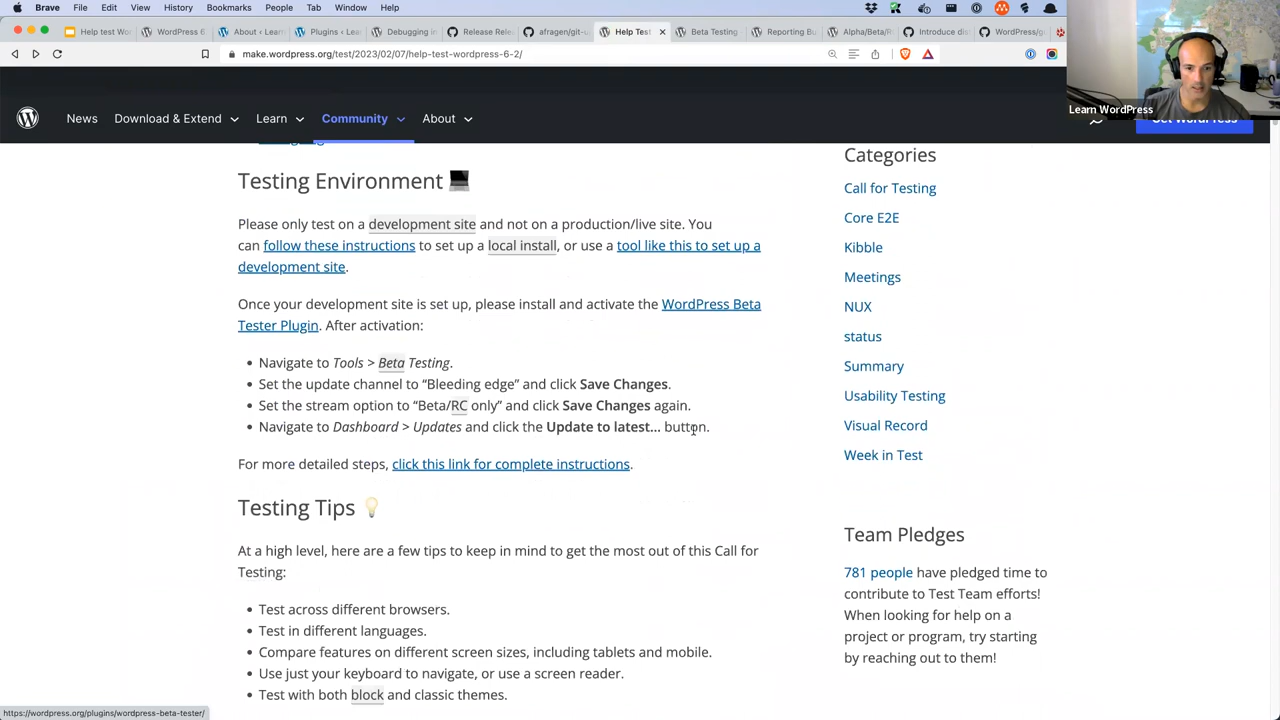 Brave File Edit View History Bookmarks People Tab Window Help
Help test Wor
WordPress 6
About ‹ Learn
Plugins ‹ Lear
Debugging in
Release Relea
afragen/git-u
Help Test
Beta Testing
Reporting Bu
Alpha/Beta/R
Introduce dis
WordPress/g
make.wordpress.org/test/2023/02/07/help-test-wordpress-6-2/
Learn WordPress
News Download & Extend Learn Community About
Get WordPress
Testing Environment
Please only test on a development site and not on a production/live site. You
can follow these instructions to set up a local install, or use a tool like this to set up a
development site.
Once your development site is set up, please install and activate the WordPress Beta
Tester Plugin. After activation:
Navigate to Tools > Beta Testing.
Set the update channel to “Bleeding edge” and click Save Changes.
Set the stream option to “Beta/RC only” and click Save Changes again.
Navigate to Dashboard > Updates and click the Update to latest… button.
For more detailed steps, click this link for complete instructions.
Testing Tips
At a high level, here are a few tips to keep in mind to get the most out of this Call for
Testing:
Test across different browsers.
Test in different languages.
Compare features on different screen sizes, including tablets and mobile.
Use just your keyboard to navigate, or use a screen reader.
Test with both block and classic themes.
Categories
Call for Testing
Core E2E
Kibble
Meetings
NUX
status
Summary
Usability Testing
Visual Record
Week in Test
Team Pledges
781 people have pledged time to
contribute to Test Team efforts!
When looking for help on a
project or program, try starting
by reaching out to them!
https://wordpress.org/plugins/wordpress-beta-tester/